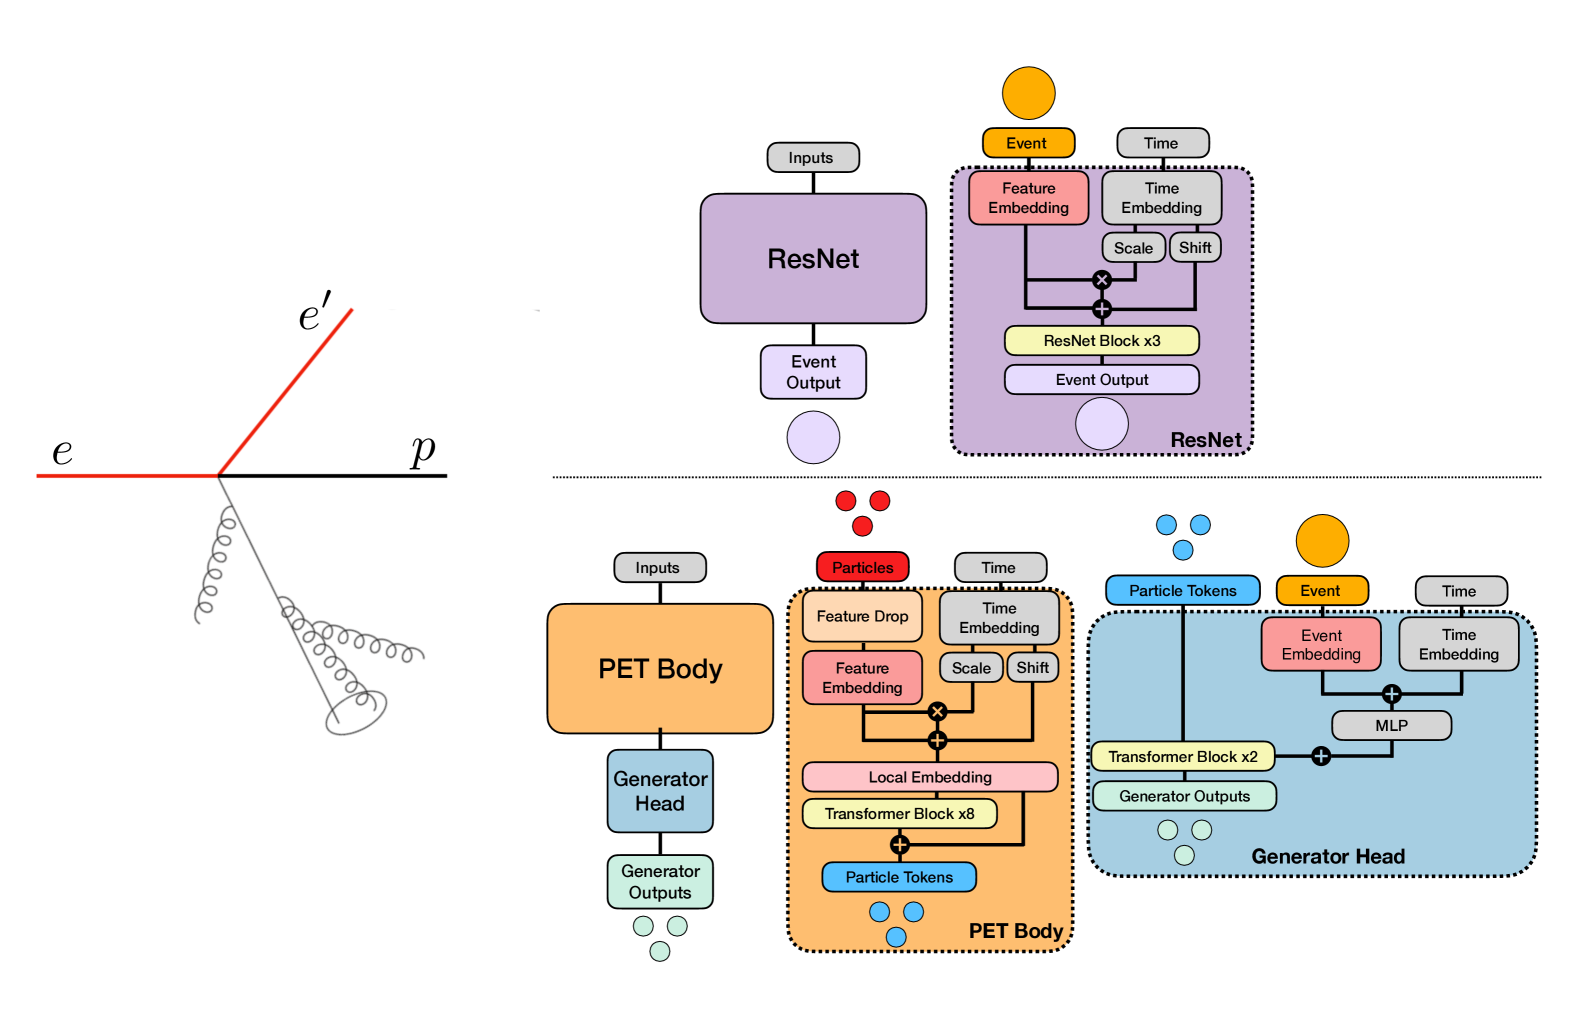 e′
e
p
Inputs
ResNet
Event
Output
Event
Time
Feature
Embedding
Time
Embedding
Scale
Shift
ResNet Block x3
Event Output
ResNet
Inputs
PET Body
Generator
Head
Generator
Outputs
Particles
Time
Feature Drop
Time
Embedding
Feature
Embedding
Scale
Shift
Local Embedding
Transformer Block x8
Particle Tokens
PET Body
Particle Tokens
Event
Time
Event
Embedding
Time
Embedding
MLP
Transformer Block x2
Generator Outputs
Generator Head